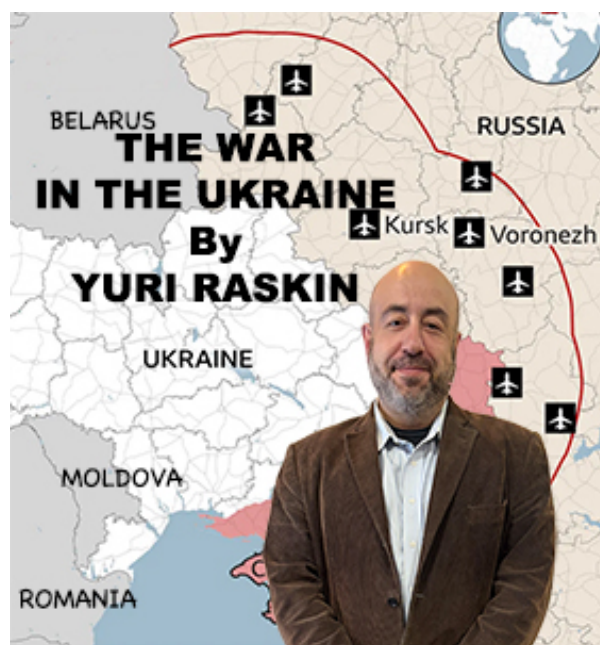 BELARUS
RUSSIA
THE WAR
IN THE UKRAINE
By
YURI RASKIN
Kursk
Voronezh
UKRAINE
MOLDOVA
ROMANIA
C